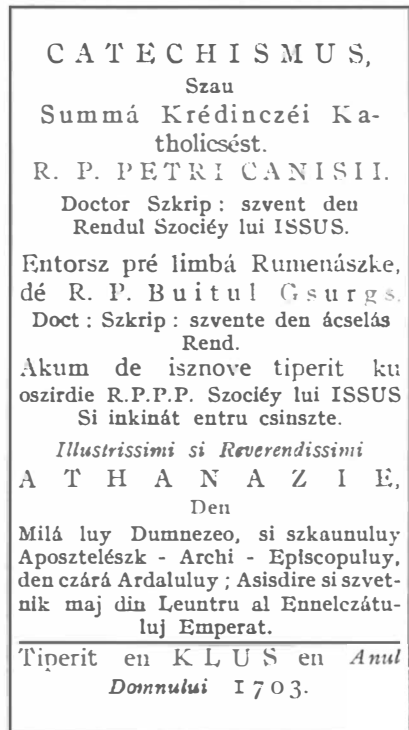 CATECHISMUS,
Szau
Summá Krédinczéi Ka-
tholicsést.
R. P. PETRI CANISII.
Doctor Szkrip : szvent den
Rendul Szociéy lui ISSUS.
Entorsz pré limbá Rumenászke,
dé R. P. Buitul Gsurgs.
Doct : Szkrip : szvente den ácselás
Rend.
Akum de isznove tiperit ku
oszirdie R.P.P.P. Szociéy lui ISSUS
Si inkinát entru csinszte.
Illustrissimi si Reverendissimi
ATHANAZIE,
Den
Milá luy Dumnezeo, si szkaunuluy
Aposztelészk - Archi - Episcopuluy,
den czárá Ardaluluy ; Asisdire si szvet-
nik maj din Leuntru al Ennelczátu-
luj Emperat.
Tiperit en KLUS en Anul
Domnului 1703.